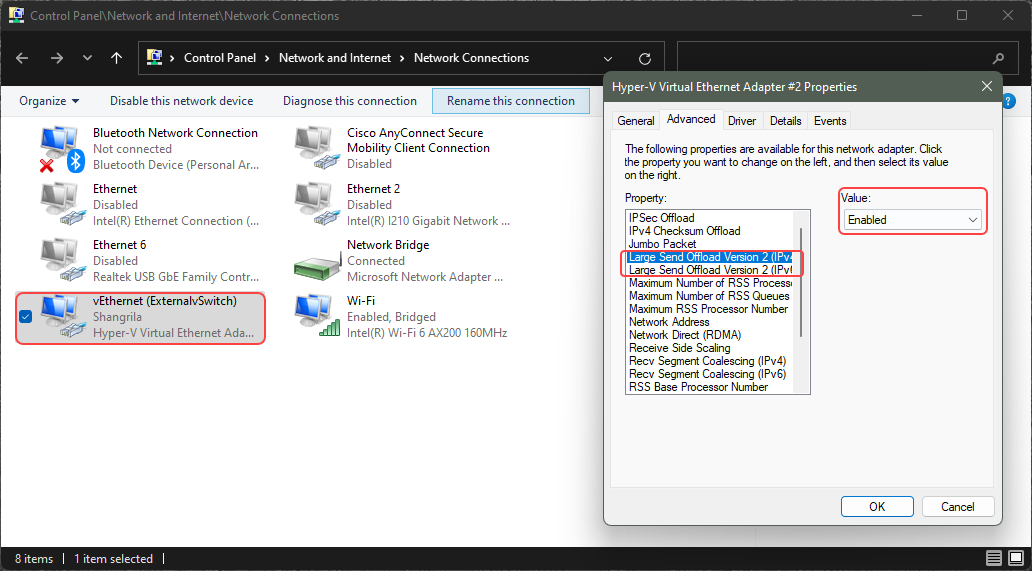 Control Panel\Network and Internet\Network Connections
Control Panel > Network and Internet > Network Connections
Organize
Disable this network device
Diagnose this connection
Rename this connection
?
Bluetooth Network Connection
Not connected
Bluetooth Device (Personal Ar...
Cisco AnyConnect Secure
Mobility Client Connection
Disabled
Ethernet
Disabled
Intel(R) Ethernet Connection (...
Ethernet 2
Disabled
Intel(R) I210 Gigabit Network ...
Ethernet 6
Disabled
Realtek USB GbE Family Contr...
Network Bridge
Connected
Microsoft Network Adapter ...
vEthernet (ExternalvSwitch)
Shangrila
Hyper-V Virtual Ethernet Ada...
Wi-Fi
Enabled, Bridged
Intel(R) Wi-Fi 6 AX200 160MHz
Hyper-V Virtual Ethernet Adapter #2 Properties
General
Advanced
Driver
Details
Events
The following properties are available for this network adapter. Click
the property you want to change on the left, and then select its value
on the right.
Property:
Value:
Enabled
IPSec Offload
IPv4 Checksum Offload
Jumbo Packet
Large Send Offload Version 2 (IPv4
Large Send Offload Version 2 (IPv6
Maximum Number of RSS Processo
Maximum Number of RSS Queues
Maximum RSS Processor Number
Network Address
Network Direct (RDMA)
Receive Side Scaling
Recv Segment Coalescing (IPv4)
Recv Segment Coalescing (IPv6)
RSS Base Processor Number
OK
Cancel
8 items
1 item selected